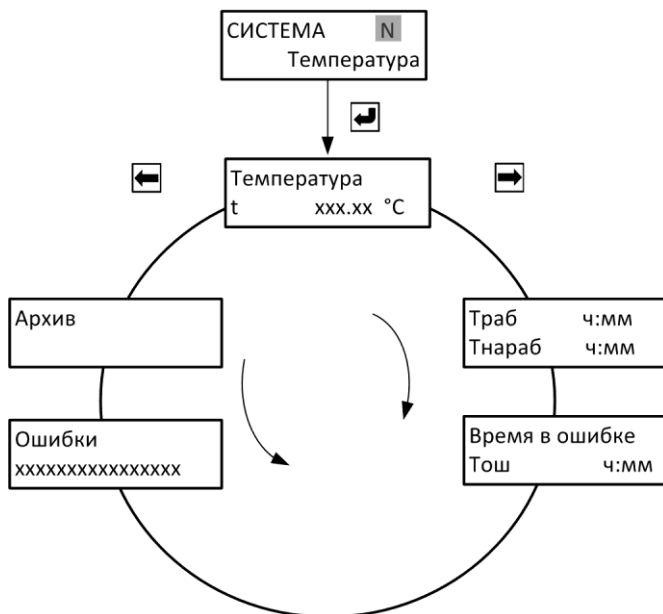 СИСТЕМА N
Температура
Температура
t xxx.xx °C
Архив
Траб ч:мм
Тнараб ч:мм
Ошибки
xxxxxxxxxxxxxxxx
Время в ошибке
Тош ч:мм